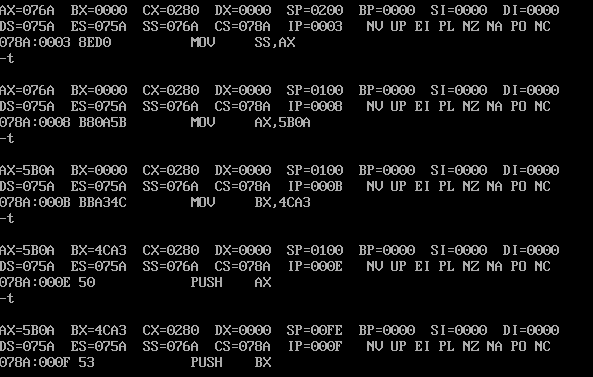 AX=076A  BX=0000  CX=0280  DX=0000  SP=0200  BP=0000  SI=0000  DI=0000
DS=075A  ES=075A  SS=076A  CS=078A  IP=0003   NV UP EI PL NZ NA PO NC
078A:0003 8ED0          MOV     SS,AX
-t
AX=076A  BX=0000  CX=0280  DX=0000  SP=0100  BP=0000  SI=0000  DI=0000
DS=075A  ES=075A  SS=076A  CS=078A  IP=0008   NV UP EI PL NZ NA PO NC
078A:0008 B80A5B        MOV     AX,5B0A
-t
AX=5B0A  BX=0000  CX=0280  DX=0000  SP=0100  BP=0000  SI=0000  DI=0000
DS=075A  ES=075A  SS=076A  CS=078A  IP=000B   NV UP EI PL NZ NA PO NC
078A:000B BBA34C        MOV     BX,4CA3
-t
AX=5B0A  BX=4CA3  CX=0280  DX=0000  SP=0100  BP=0000  SI=0000  DI=0000
DS=075A  ES=075A  SS=076A  CS=078A  IP=000E   NV UP EI PL NZ NA PO NC
078A:000E 50            PUSH    AX
-t
AX=5B0A  BX=4CA3  CX=0280  DX=0000  SP=00FE  BP=0000  SI=0000  DI=0000
DS=075A  ES=075A  SS=076A  CS=078A  IP=000F   NV UP EI PL NZ NA PO NC
078A:000F 53            PUSH    BX